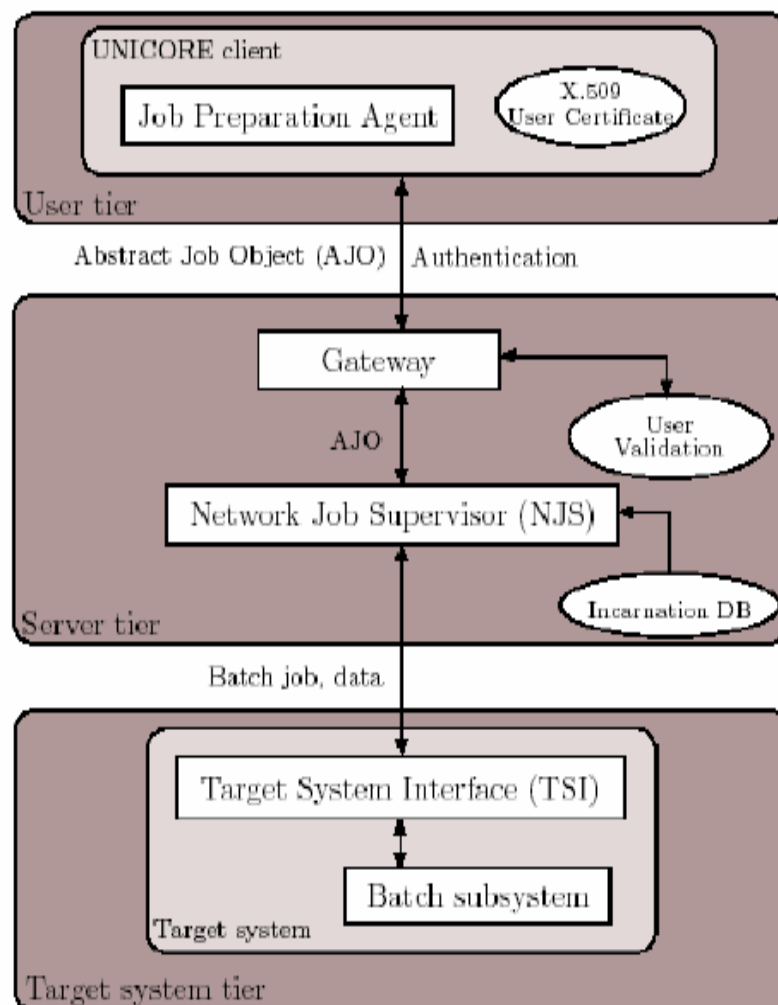 UNICORE client
Job Preparation Agent
X.509
User Certificate
User tier
Abstract Job Object (AJO)
Authentication
Gateway
User
Validation
AJO
Network Job Supervisor (NJS)
Incarnation DB
Server tier
Batch job, data
Target System Interface (TSI)
Batch subsystem
Target system
Target system tier